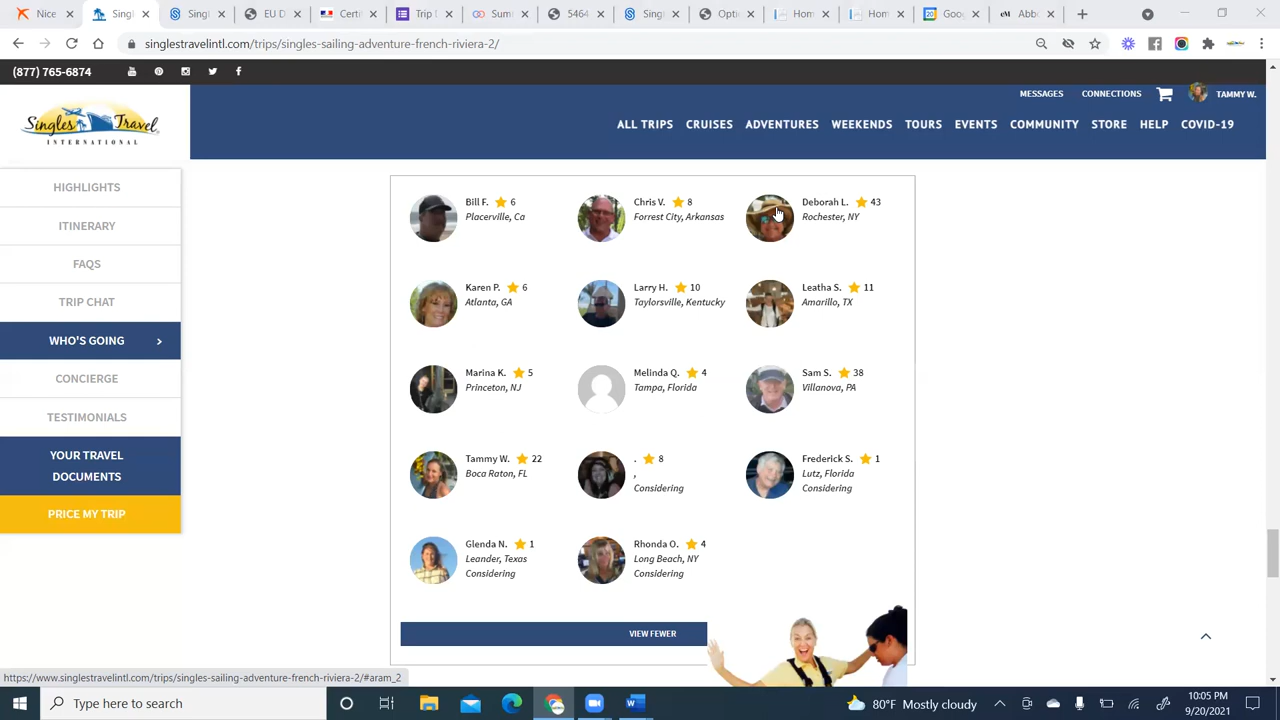 Nice
Singl
Singl
EU D
Certi
Trip D
Sum
5464
Singl
Opti
Hom
Hom
Goog
Abbe
singlestravelintl.com/trips/singles-sailing-adventure-french-riviera-2/
(877) 765-6874
MESSAGES CONNECTIONS TAMMY W.
Singles Travel
INTERNATIONAL
ALL TRIPS CRUISES ADVENTURES WEEKENDS TOURS EVENTS COMMUNITY STORE HELP COVID-19
HIGHLIGHTS
ITINERARY
FAQS
TRIP CHAT
WHO'S GOING
CONCIERGE
TESTIMONIALS
YOUR TRAVEL
DOCUMENTS
PRICE MY TRIP
Bill F. 6
Placerville, Ca
Chris V. 8
Forrest City, Arkansas
Deborah L. 43
Rochester, NY
Karen P. 6
Atlanta, GA
Larry H. 10
Taylorsville, Kentucky
Leatha S. 11
Amarillo, TX
Marina K. 5
Princeton, NJ
Melinda Q. 4
Tampa, Florida
Sam S. 38
Villanova, PA
Tammy W. 22
Boca Raton, FL
. 8
,
Considering
Frederick S. 1
Lutz, Florida
Considering
Glenda N. 1
Leander, Texas
Considering
Rhonda O. 4
Long Beach, NY
Considering
VIEW FEWER
https://www.singlestravelintl.com/trips/singles-sailing-adventure-french-riviera-2/#aram_2
Type here to search
80°F Mostly cloudy
10:05 PM
9/20/2021